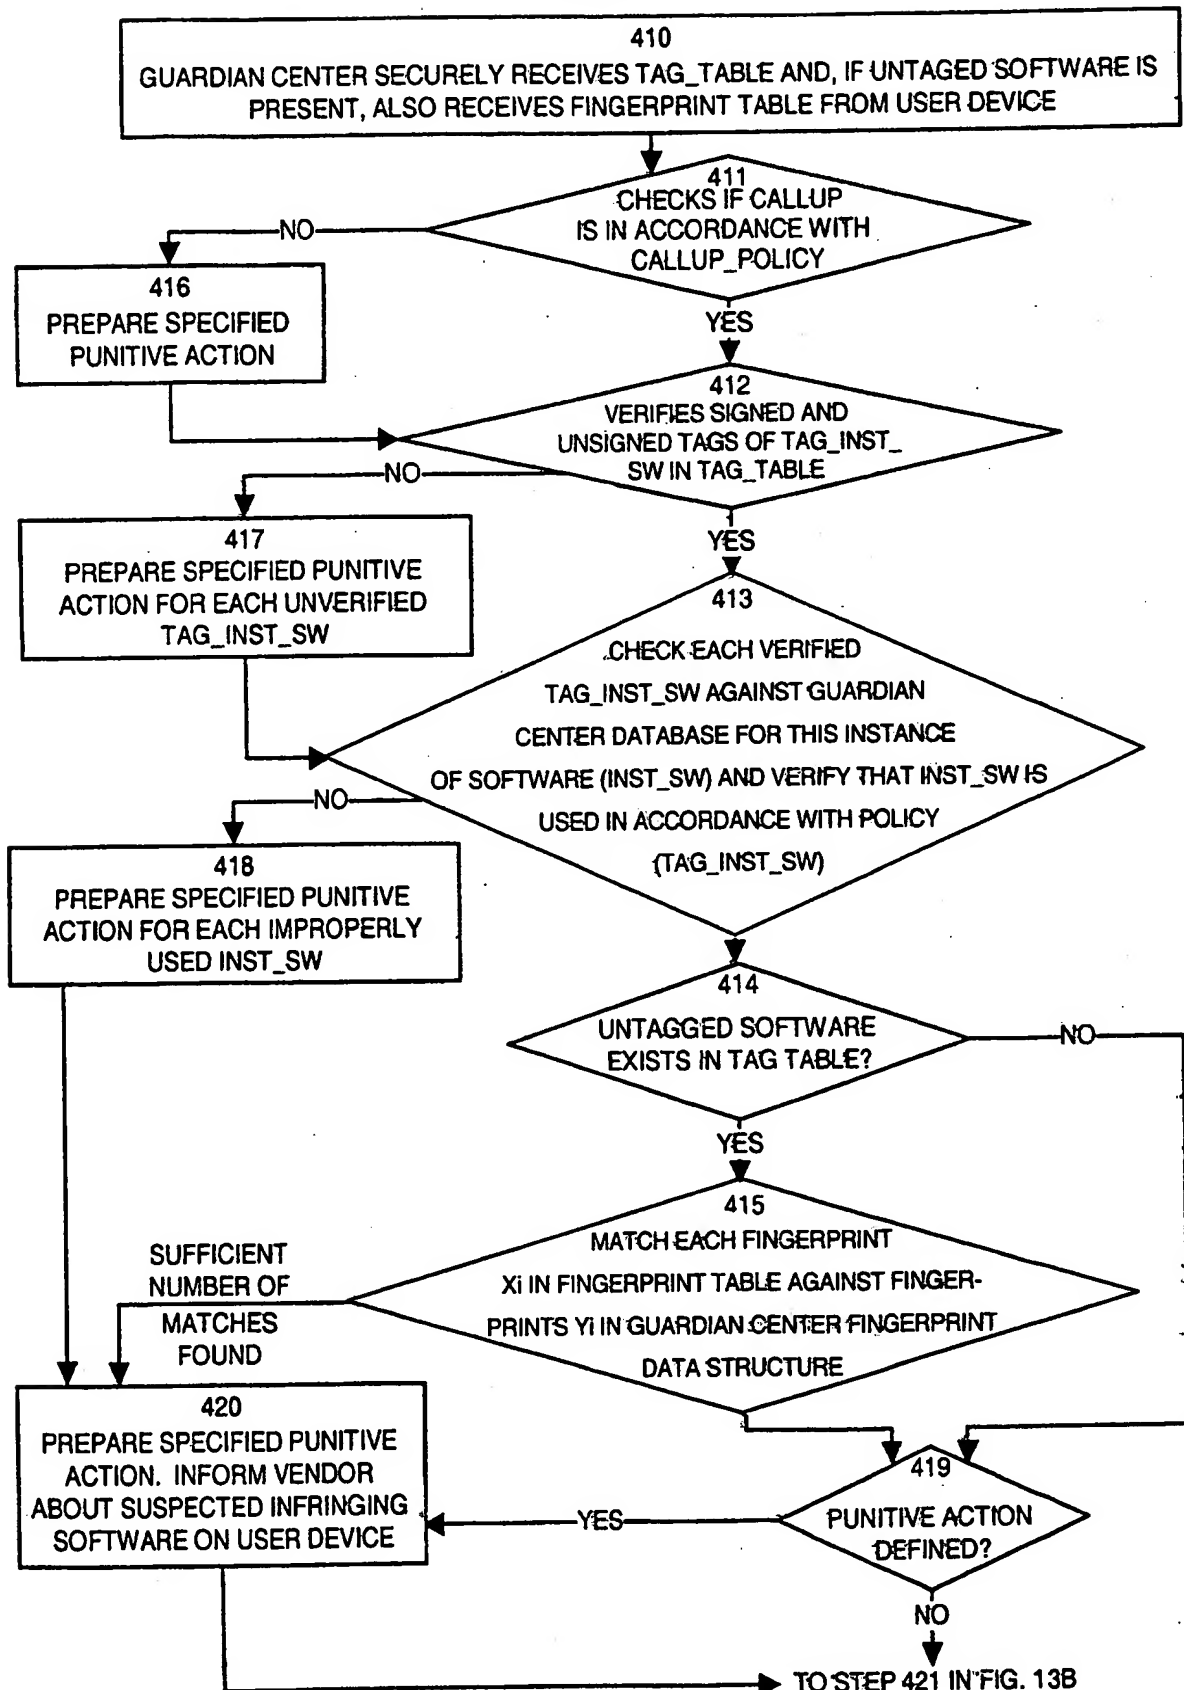 410
GUARDIAN CENTER SECURELY RECEIVES TAG_TABLE AND, IF UNTAGED SOFTWARE IS
PRESENT, ALSO RECEIVES FINGERPRINT TABLE FROM USER DEVICE
411
CHECKS IF CALLUP
IS IN ACCORDANCE WITH
CALLUP_POLICY
NO
416
PREPARE SPECIFIED
PUNITIVE ACTION
YES
412
VERIFIES SIGNED AND
UNSIGNED TAGS OF TAG_INST_
SW IN TAG_TABLE
NO
417
PREPARE SPECIFIED PUNITIVE
ACTION FOR EACH UNVERIFIED
TAG_INST_SW
YES
413
CHECK EACH VERIFIED
TAG_INST_SW AGAINST GUARDIAN
CENTER DATABASE FOR THIS INSTANCE
OF SOFTWARE (INST_SW) AND VERIFY THAT INST_SW IS
USED IN ACCORDANCE WITH POLICY
(TAG_INST_SW)
NO
418
PREPARE SPECIFIED PUNITIVE
ACTION FOR EACH IMPROPERLY
USED INST_SW
414
UNTAGGED SOFTWARE
EXISTS IN TAG TABLE?
NO
YES
415
MATCH EACH FINGERPRINT
Xi IN FINGERPRINT TABLE AGAINST FINGER-
PRINTS Yi IN GUARDIAN CENTER FINGERPRINT
DATA STRUCTURE
SUFFICIENT
NUMBER OF
MATCHES
FOUND
420
PREPARE SPECIFIED PUNITIVE
ACTION. INFORM VENDOR
ABOUT SUSPECTED INFRINGING
SOFTWARE ON USER DEVICE
419
PUNITIVE ACTION
DEFINED?
YES
NO
TO STEP 421 IN FIG. 13B